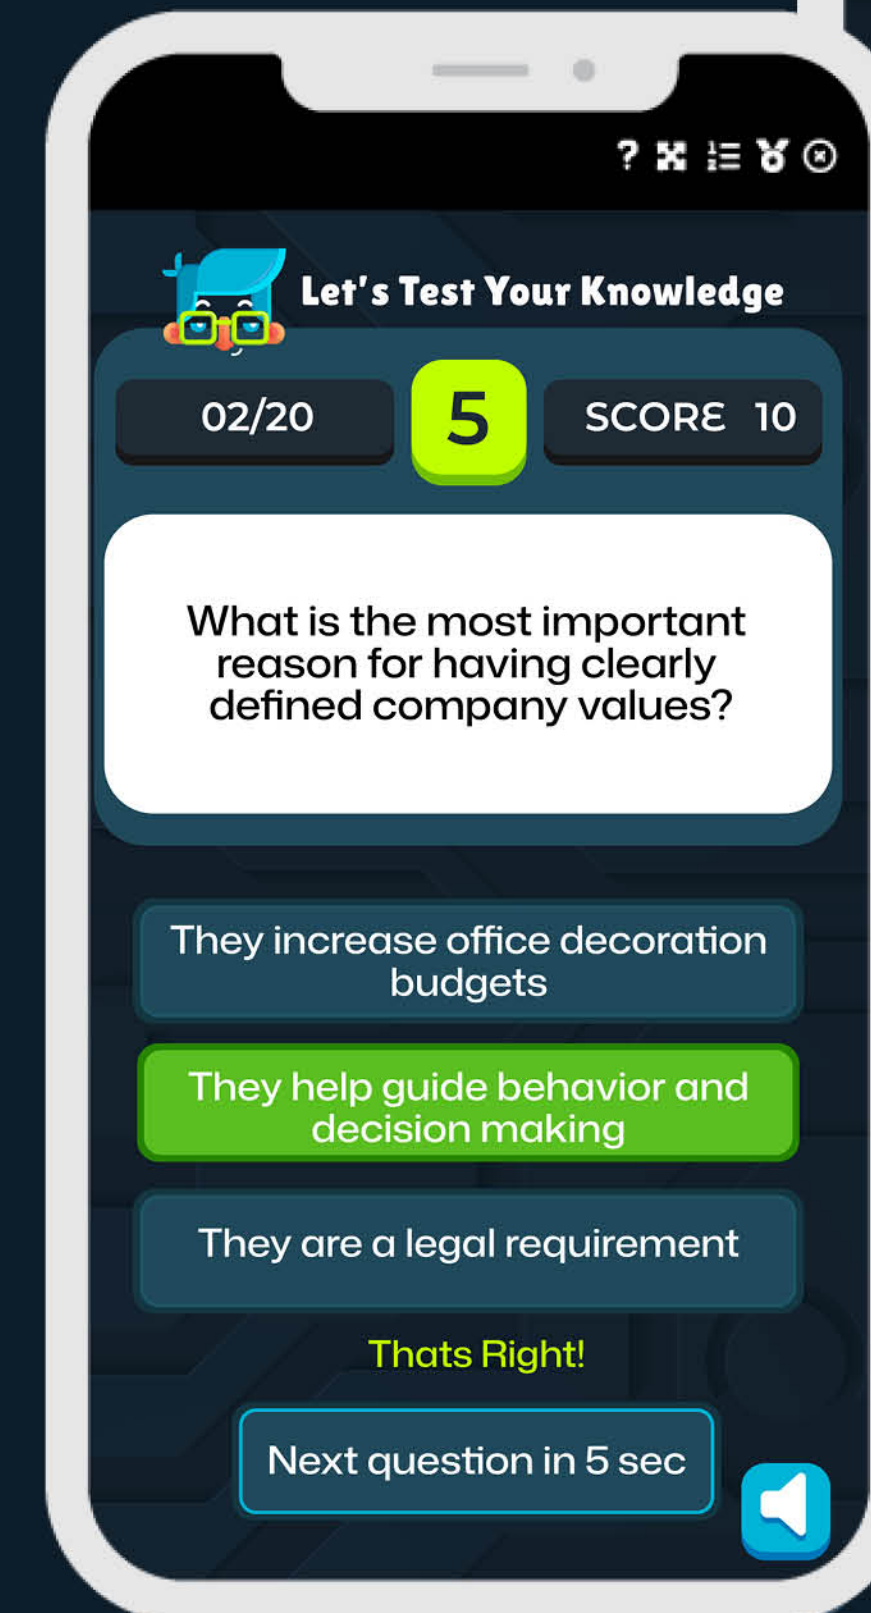 Let's Test Your Knowledge
02/20
5
SCORE 10
What is the most important
reason for having clearly
defined company values?
They increase office decoration
budgets
They help guide behavior and
decision making
They are a legal requirement
Thats Right!
Next question in 5 sec